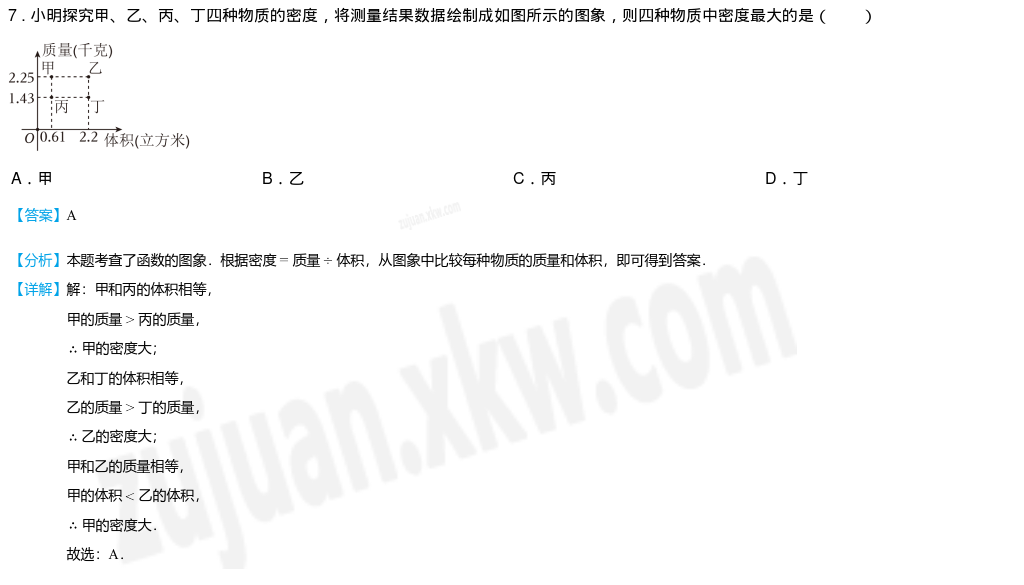 7．小明探究甲、乙、丙、丁四种物质的密度，将测量结果数据绘制成如图所示的图象，则四种物质中密度最大的是（　　）
质量(千克)
甲 乙
2.25
1.43
丙 丁
O 0.61 2.2 体积(立方米)
A．甲 B．乙 C．丙 D．丁
【答案】A
zujuan.xkw.com
【分析】本题考查了函数的图象．根据密度＝质量÷体积，从图象中比较每种物质的质量和体积，即可得到答案．
【详解】解：甲和丙的体积相等，
甲的质量＞丙的质量，
∴甲的密度大；
乙和丁的体积相等，
乙的质量＞丁的质量，
∴乙的密度大；
甲和乙的质量相等，
甲的体积＜乙的体积，
∴甲的密度大．
故选：A．
zujuan.xkw.com